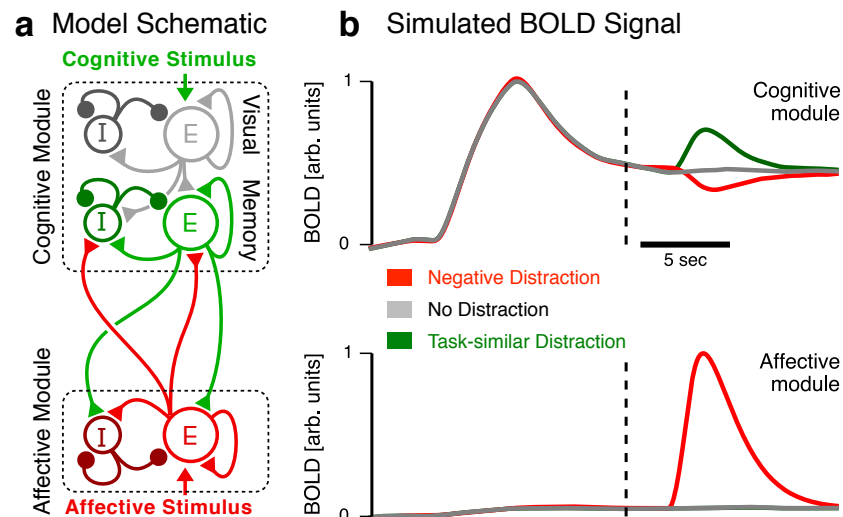 a Model Schematic
Cognitive Stimulus
Cognitive Module
I
E
Visual
I
E
Memory
Affective Module
I
E
Affective Stimulus
b Simulated BOLD Signal
BOLD [arb. units]
1
0
Cognitive
module
5 sec
Negative Distraction
No Distraction
Task-similar Distraction
BOLD [arb. units]
1
0
Affective
module